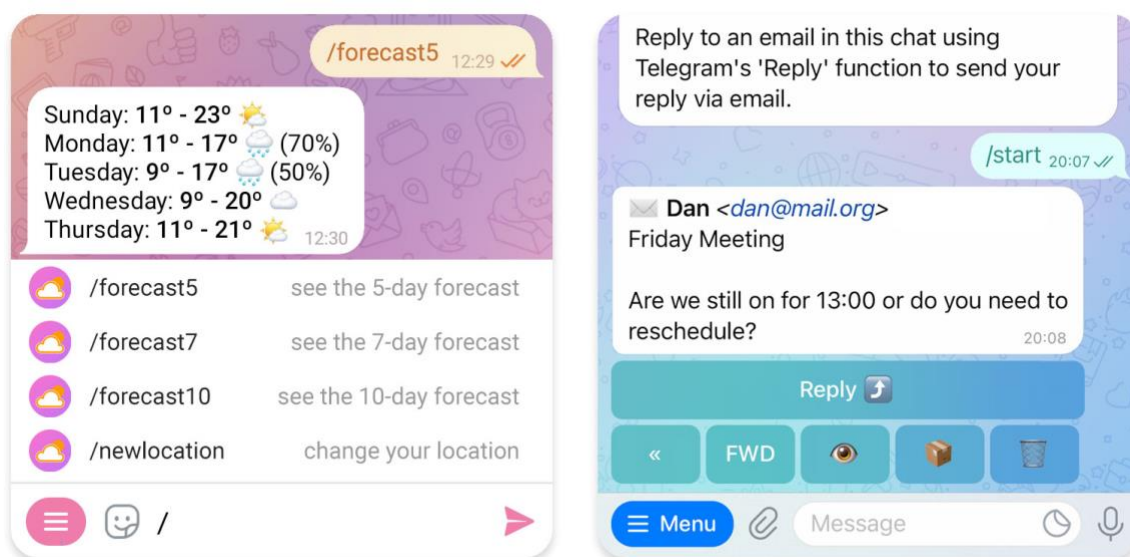 /forecast5 12:29
Sunday: 11º - 23º
Monday: 11º - 17º (70%)
Tuesday: 9º - 17º (50%)
Wednesday: 9º - 20º
Thursday: 11º - 21º 12:30
/forecast5 see the 5-day forecast
/forecast7 see the 7-day forecast
/forecast10 see the 10-day forecast
/newlocation change your location
/
Reply to an email in this chat using
Telegram's 'Reply' function to send your
reply via email.
/start 20:07
Dan <dan@mail.org>
Friday Meeting
Are we still on for 13:00 or do you need to
reschedule? 20:08
Reply
« FWD
Menu Message